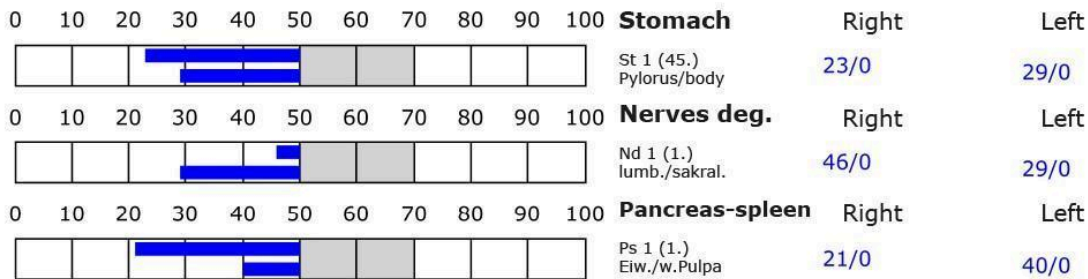 0 10 20 30 40 50 60 70 80 90 100 Stomach Right Left
St 1 (45.) 23/0 29/0
Pylorus/body
0 10 20 30 40 50 60 70 80 90 100 Nerves deg. Right Left
Nd 1 (1.) 46/0 29/0
lumb./sakral.
0 10 20 30 40 50 60 70 80 90 100 Pancreas-spleen Right Left
Ps 1 (1.) 21/0 40/0
Eiw./w.Pulpa